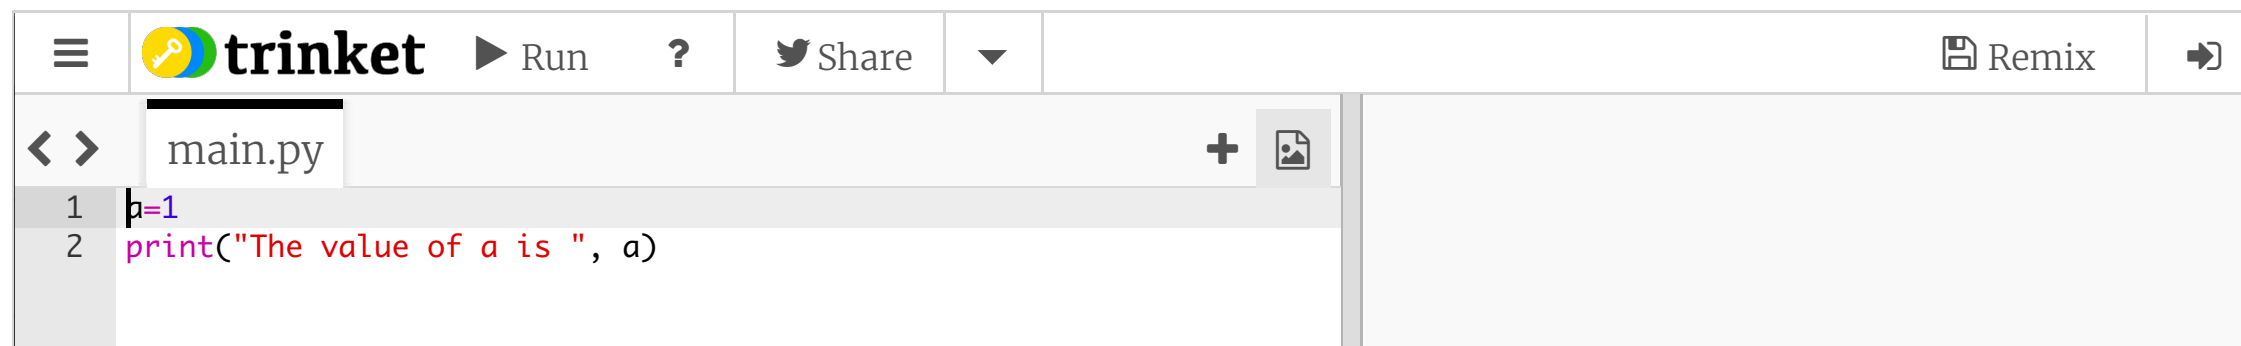 trinket Run ? Share Remix
main.py
1 a=1
2 print("The value of a is ", a)